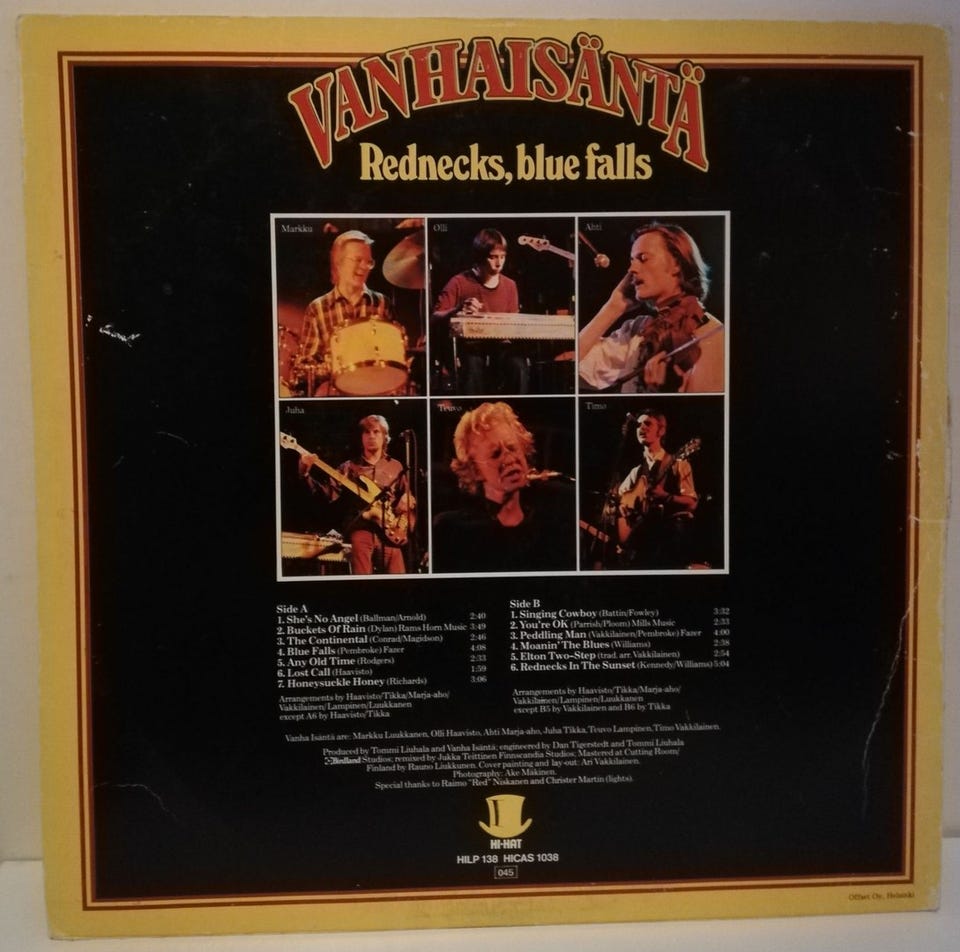 VANHAISÄNTÄ
Rednecks, blue falls
Markku
Olli
Ahti
Juha
Teuvo
Timo
Side A
1. She's No Angel (Ballman/Arnold) 2:40
2. Buckets Of Rain (Dylan) Rams Horn Music 3:49
3. The Continental (Conrad/Magidson) 2:46
4. Blue Falls (Pembroke) Fazer 4:08
5. Any Old Time (Rodgers) 2:33
6. Lost Call (Haavisto) 1:59
7. Honeysuckle Honey (Richards) 3:06
Arrangements by Haavisto/Tikka/Marja-aho/
Vakkilainen/Lampinen/Luukkanen
except A6 by Haavisto/Tikka
Side B
1. Singing Cowboy (Battin/Fowley) 3:32
2. You're OK (Parrish/Ploom) Mills Music 2:33
3. Peddling Man (Vakkilainen/Pembroke) Fazer 4:00
4. Moanin' The Blues (Williams) 2:38
5. Elton Two-Step (trad. arr. Vakkilainen) 2:54
6. Rednecks In The Sunset (Kennedy/Williams) 5:04
Arrangements by Haavisto/Tikka/Marja-aho/
Vakkilainen/Lampinen/Luukkanen
except B5 by Vakkilainen and B6 by Tikka
Vanha Isäntä are: Markku Luukkanen, Olli Haavisto, Ahti Marja-aho, Juha Tikka, Teuvo Lampinen, Timo Vakkilainen.
Produced by Tommi Liuhala and Vanha Isäntä; engineered by Dan Tigerstedt and Tommi Liuhala
Birdland Studios; remixed by Jukka Teittinen Finnscandia Studios; Mastered at Cutting Room/
Finland by Rauno Liukkunen. Cover painting and lay-out: Ari Vakkilainen.
Photography: Ake Mäkinen.
Special thanks to Raimo "Red" Niskanen and Christer Martin (lights).
HI-HAT
HILP 138 HICAS 1038
045
Offset Oy, Helsinki